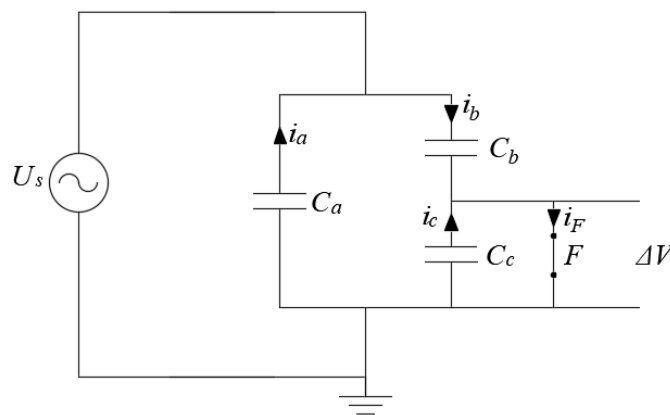 i_b
i_a
C_b
U_s
C_a
i_c
i_F
C_c
F
ΔV